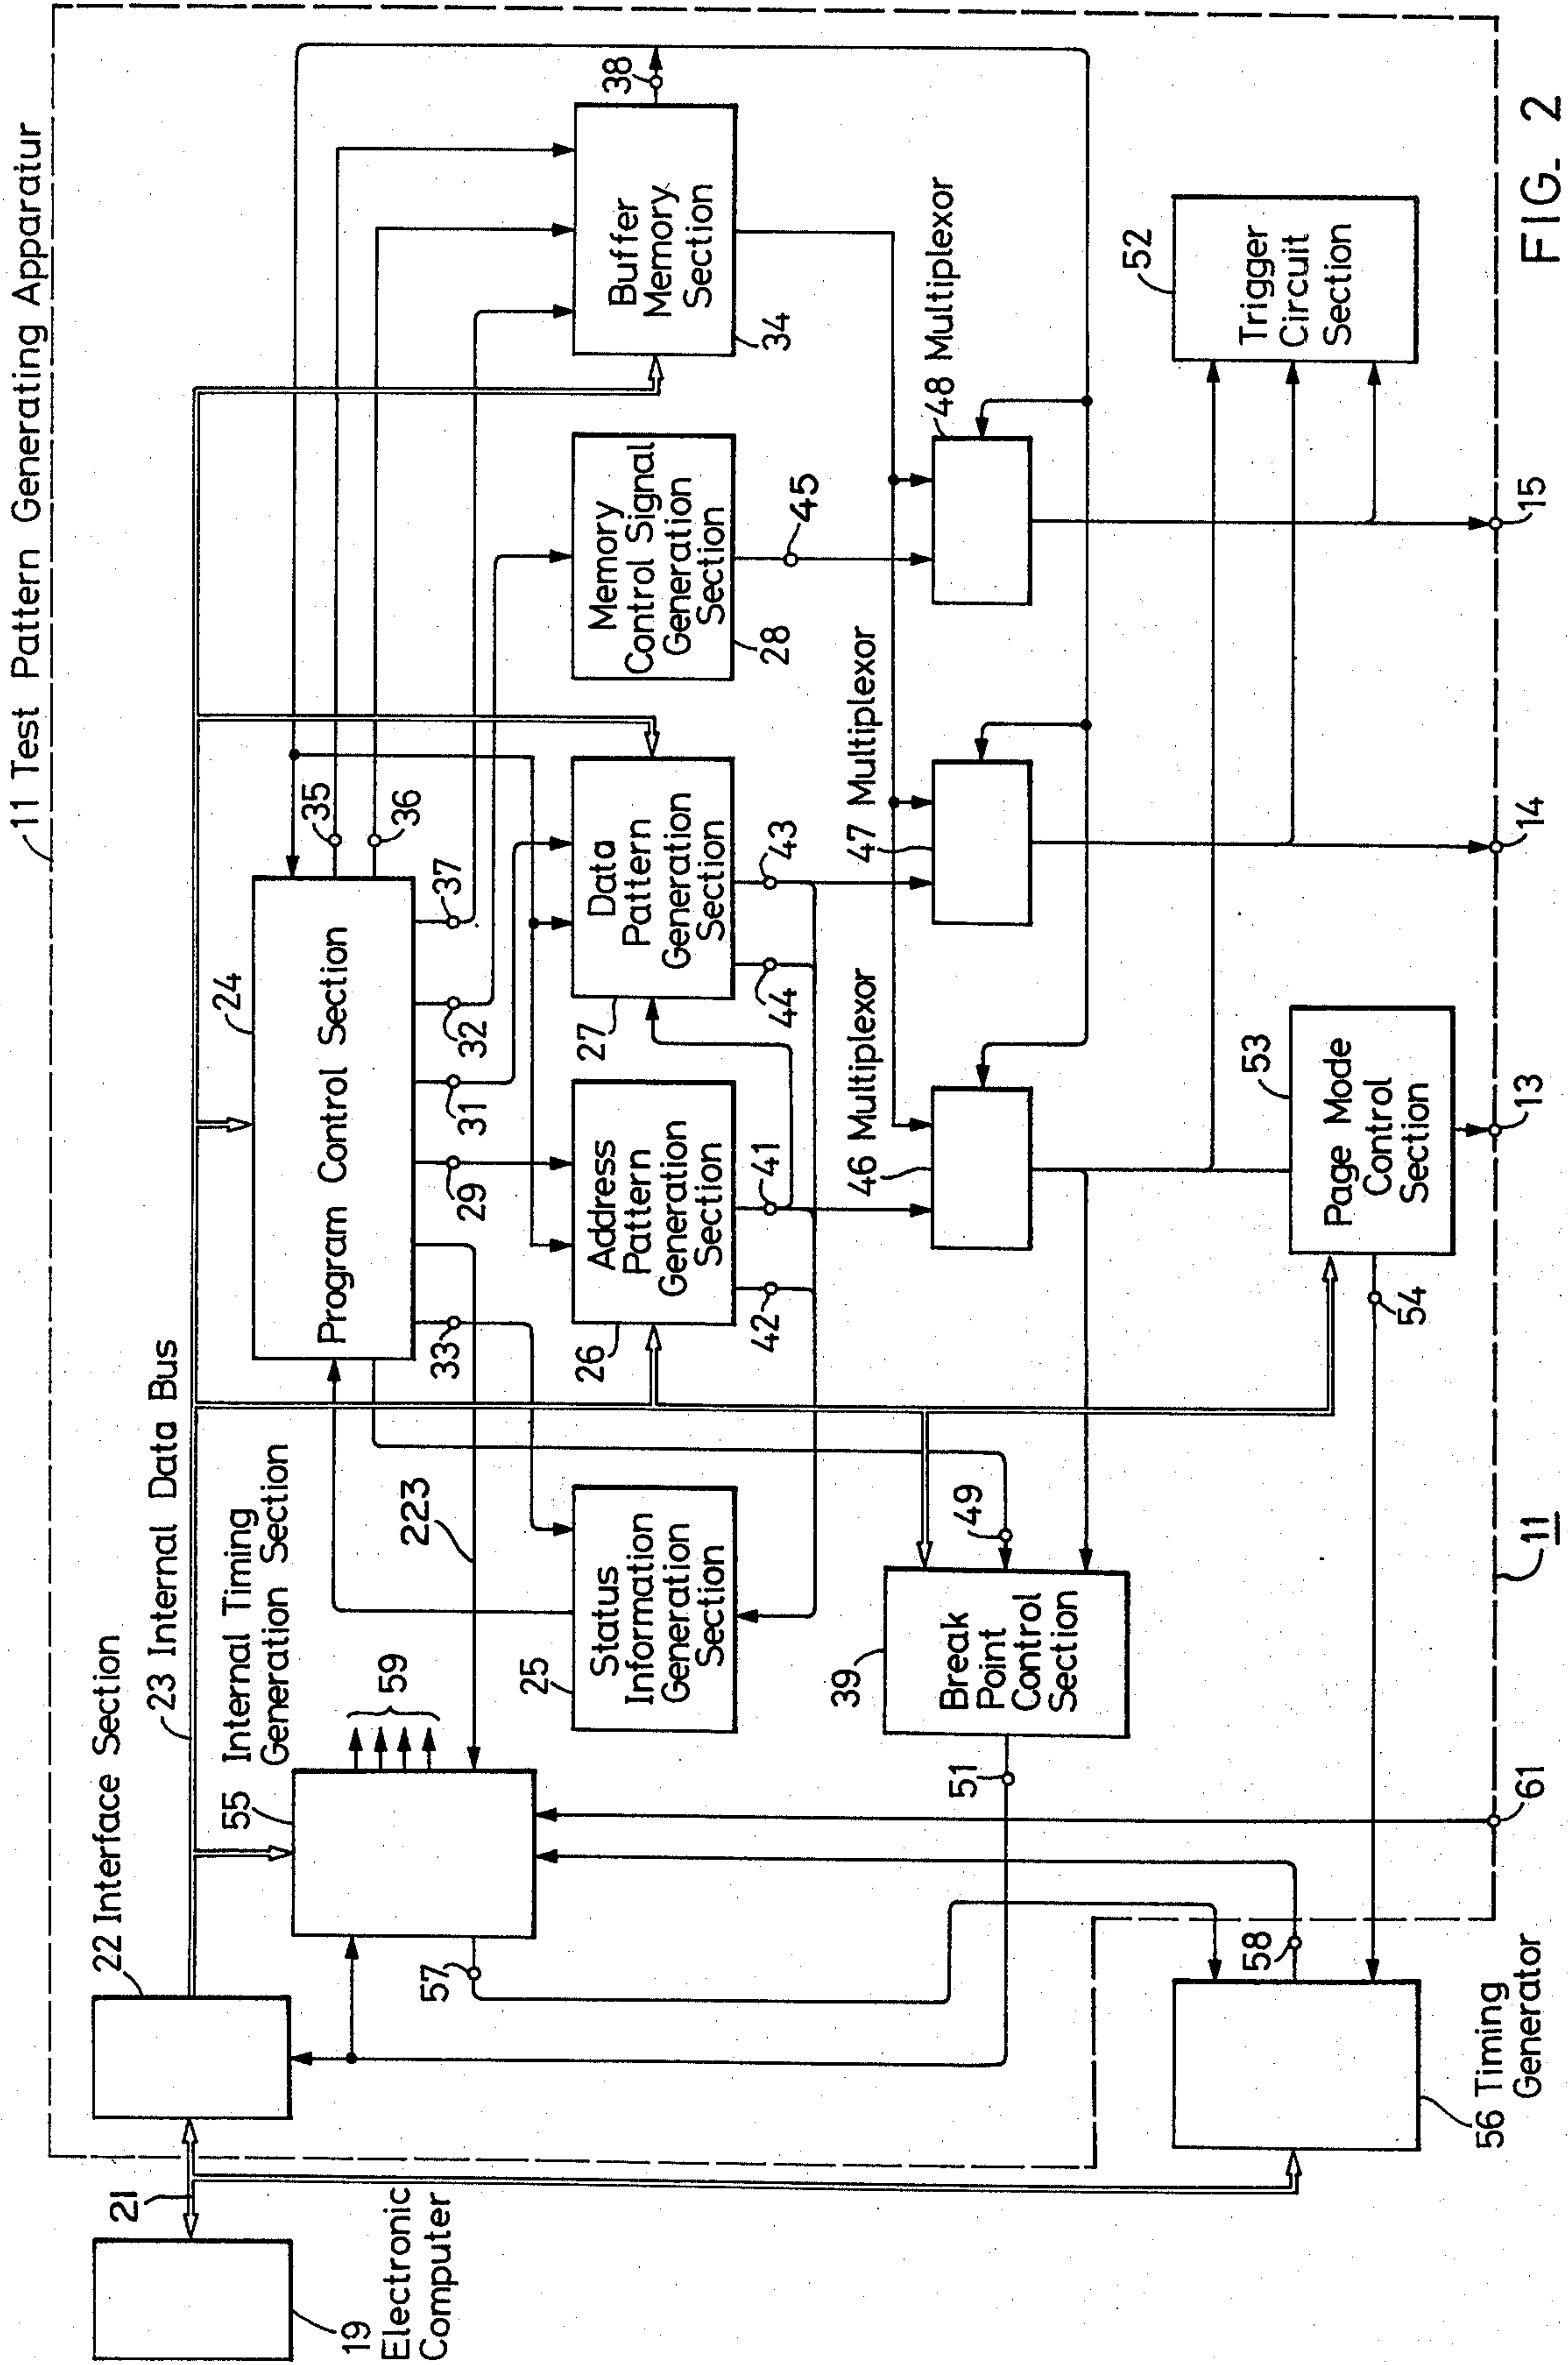 11 Test Pattern Generating Apparatur
21
19
Electronic
Computer
22 Interface Section
23 Internal Data Bus
55 Internal Timing
Generation Section
59
223
57
24
Program Control Section
33
29
31
32
37
35
36
38
25
Status
Information
Generation
Section
26
Address
Pattern
Generation
Section
42
41
27
Data
Pattern
Generation
Section
44
43
28
Memory
Control Signal
Generation
Section
45
34
Buffer
Memory
Section
39
Break
Point
Control
Section
49
51
46 Multiplexor
47 Multiplexor
48 Multiplexor
52
Trigger
Circuit
Section
53
Page Mode
Control
Section
54
56 Timing
Generator
58
61
11
13
14
15
FIG. 2